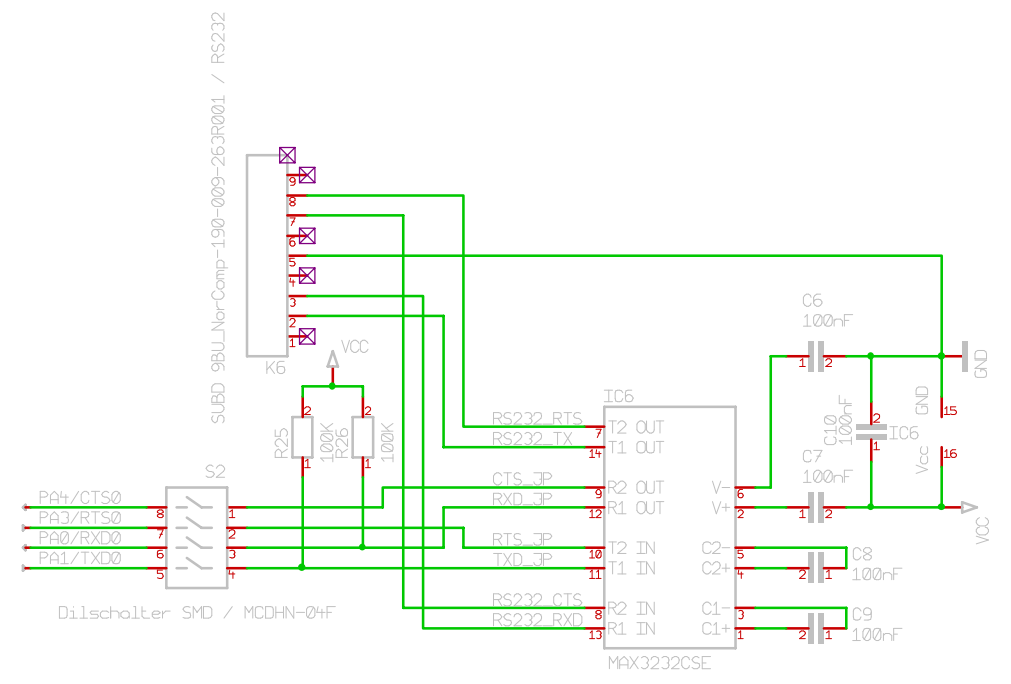 SUBD 9BU_NorComp-190-009-263R001 / RS232
9
8
7
6
5
4
3
2
1
K6
VCC
2
2
R25
100K
R26
100K
1
1
S2
PA4/CTS0
8
1
PA3/RTS0
7
2
PA0/RXD0
6
3
PA1/TXD0
5
4
Dilschalter SMD / MCDHN-04F
IC6
RS232_RTS
7
T2 OUT
RS232_TX
14
T1 OUT
CTS_JP
9
R2 OUT
V-
6
RXD_JP
12
R1 OUT
V+
2
RTS_JP
10
T2 IN
C2-
5
TXD_JP
11
T1 IN
C2+
4
RS232_CTS
8
R2 IN
C1-
3
RS232_RXD
13
R1 IN
C1+
1
MAX3232CSE
C6
100nF
1
2
GND
C10
100nF
2
1
IC6
GND
15
Vcc
16
C7
100nF
1
2
VCC
C8
100nF
2
1
C9
100nF
2
1